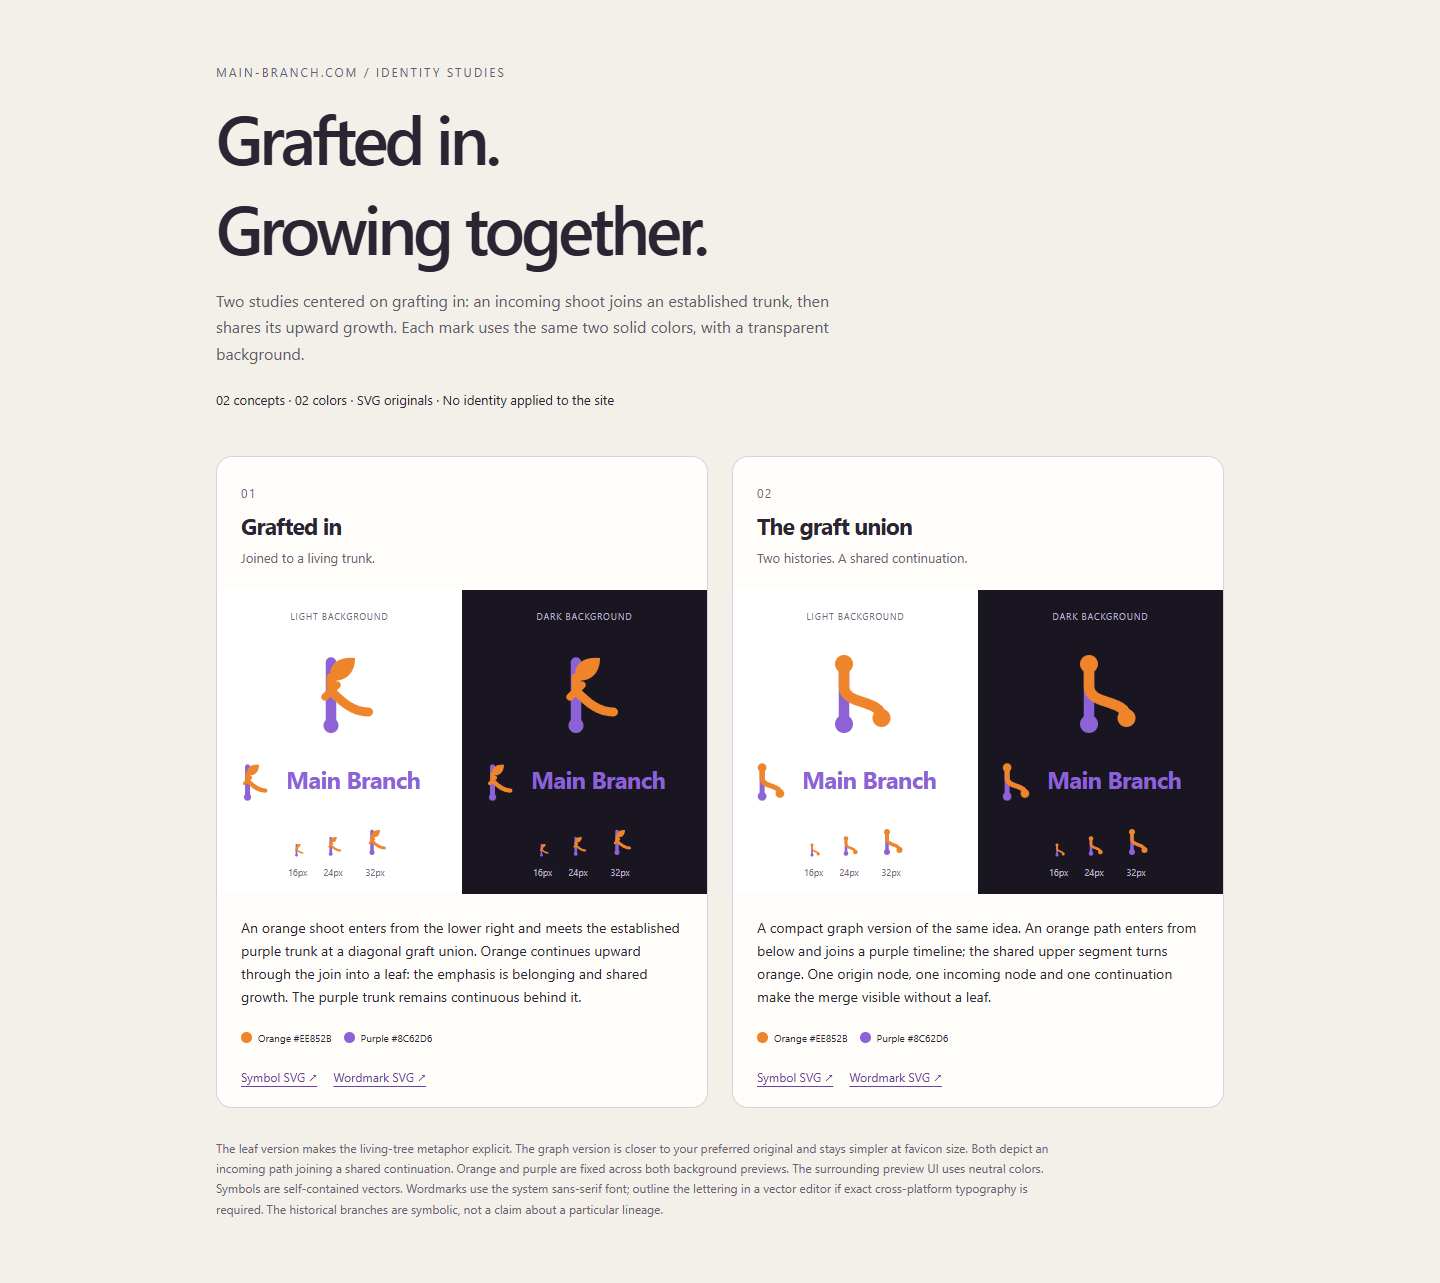 MAIN-BRANCH.COM / IDENTITY STUDIES
Grafted in.
Growing together.
Two studies centered on grafting in: an incoming shoot joins an established trunk, then
shares its upward growth. Each mark uses the same two solid colors, with a transparent
background.
02 concepts · 02 colors · SVG originals · No identity applied to the site
01
Grafted in
Joined to a living trunk.
LIGHT BACKGROUND
DARK BACKGROUND
Main Branch
Main Branch
16px 24px 32px
16px 24px 32px
An orange shoot enters from the lower right and meets the established
purple trunk at a diagonal graft union. Orange continues upward
through the join into a leaf: the emphasis is belonging and shared
growth. The purple trunk remains continuous behind it.
Orange #EE852B Purple #8C62D6
Symbol SVG ↗ Wordmark SVG ↗
02
The graft union
Two histories. A shared continuation.
LIGHT BACKGROUND
DARK BACKGROUND
Main Branch
Main Branch
16px 24px 32px
16px 24px 32px
A compact graph version of the same idea. An orange path enters from
below and joins a purple timeline; the shared upper segment turns
orange. One origin node, one incoming node and one continuation
make the merge visible without a leaf.
Orange #EE852B Purple #8C62D6
Symbol SVG ↗ Wordmark SVG ↗
The leaf version makes the living-tree metaphor explicit. The graph version is closer to your preferred original and stays simpler at favicon size. Both depict an
incoming path joining a shared continuation. Orange and purple are fixed across both background previews. The surrounding preview UI uses neutral colors.
Symbols are self-contained vectors. Wordmarks use the system sans-serif font; outline the lettering in a vector editor if exact cross-platform typography is
required. The historical branches are symbolic, not a claim about a particular lineage.